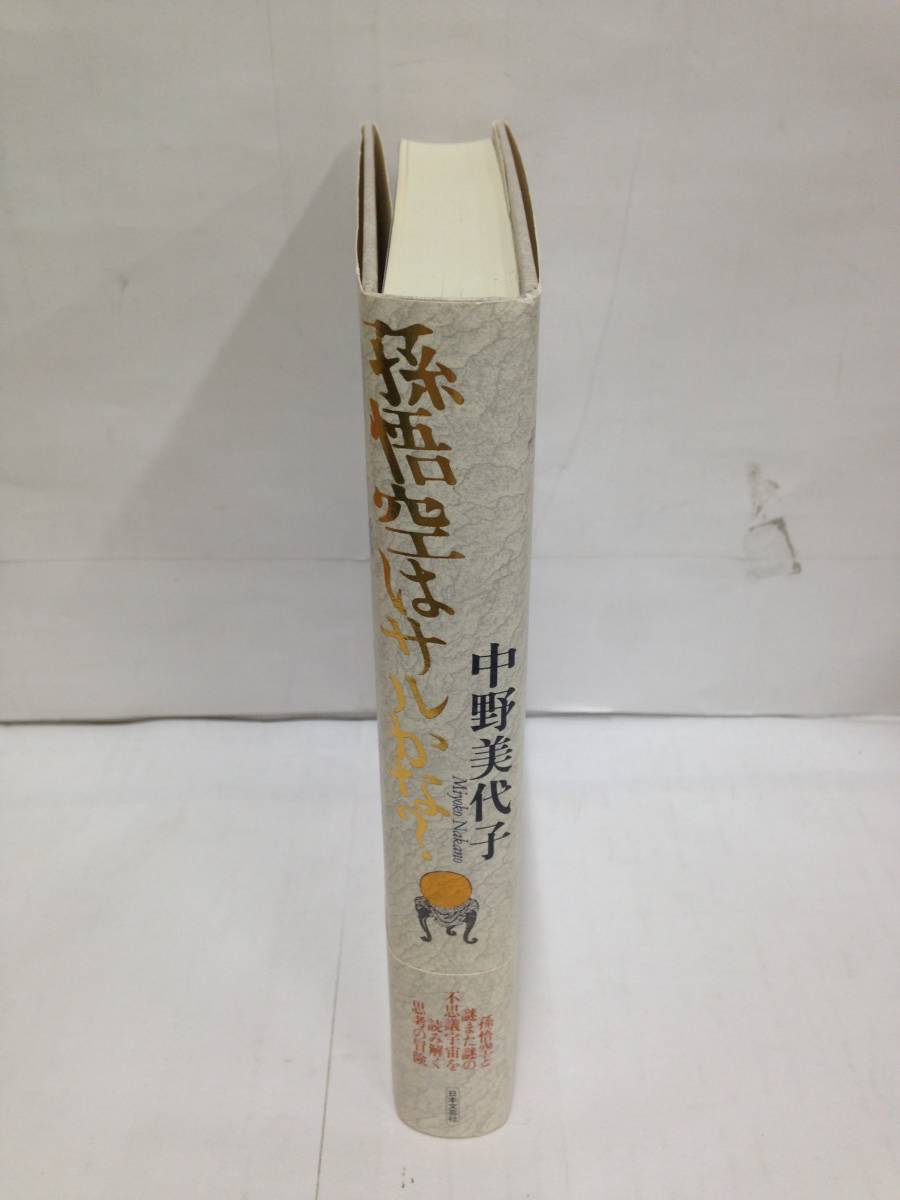 孫悟空はサルかな?
中野美代子
Miyoko Nakano
孫悟空と
謎また謎の
不思議宇宙を
読み解く
思考の冒険
日本文芸社